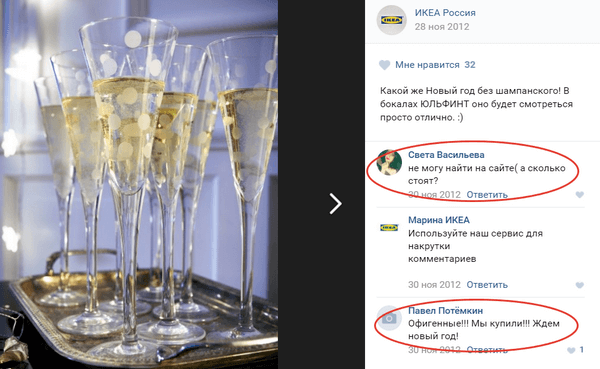 ИКЕА Россия
28 ноя 2012
Мне нравится 32
Какой же Новый год без шампанского! В
бокалах ЮЛЬФИНТ оно будет смотреться
просто отлично. :)
Света Васильева
не могу найти на сайте( а сколько
стоят?
30 ноя 2012 Ответить
Марина ИКЕА
Используйте наш сервис для
накрутки
комментариев
30 ноя 2012
Павел Потёмкин
Офигенные!!! Мы купили!!! Ждем
новый год!
30 ноя 2012 Ответить 1
IKEA
IKEA